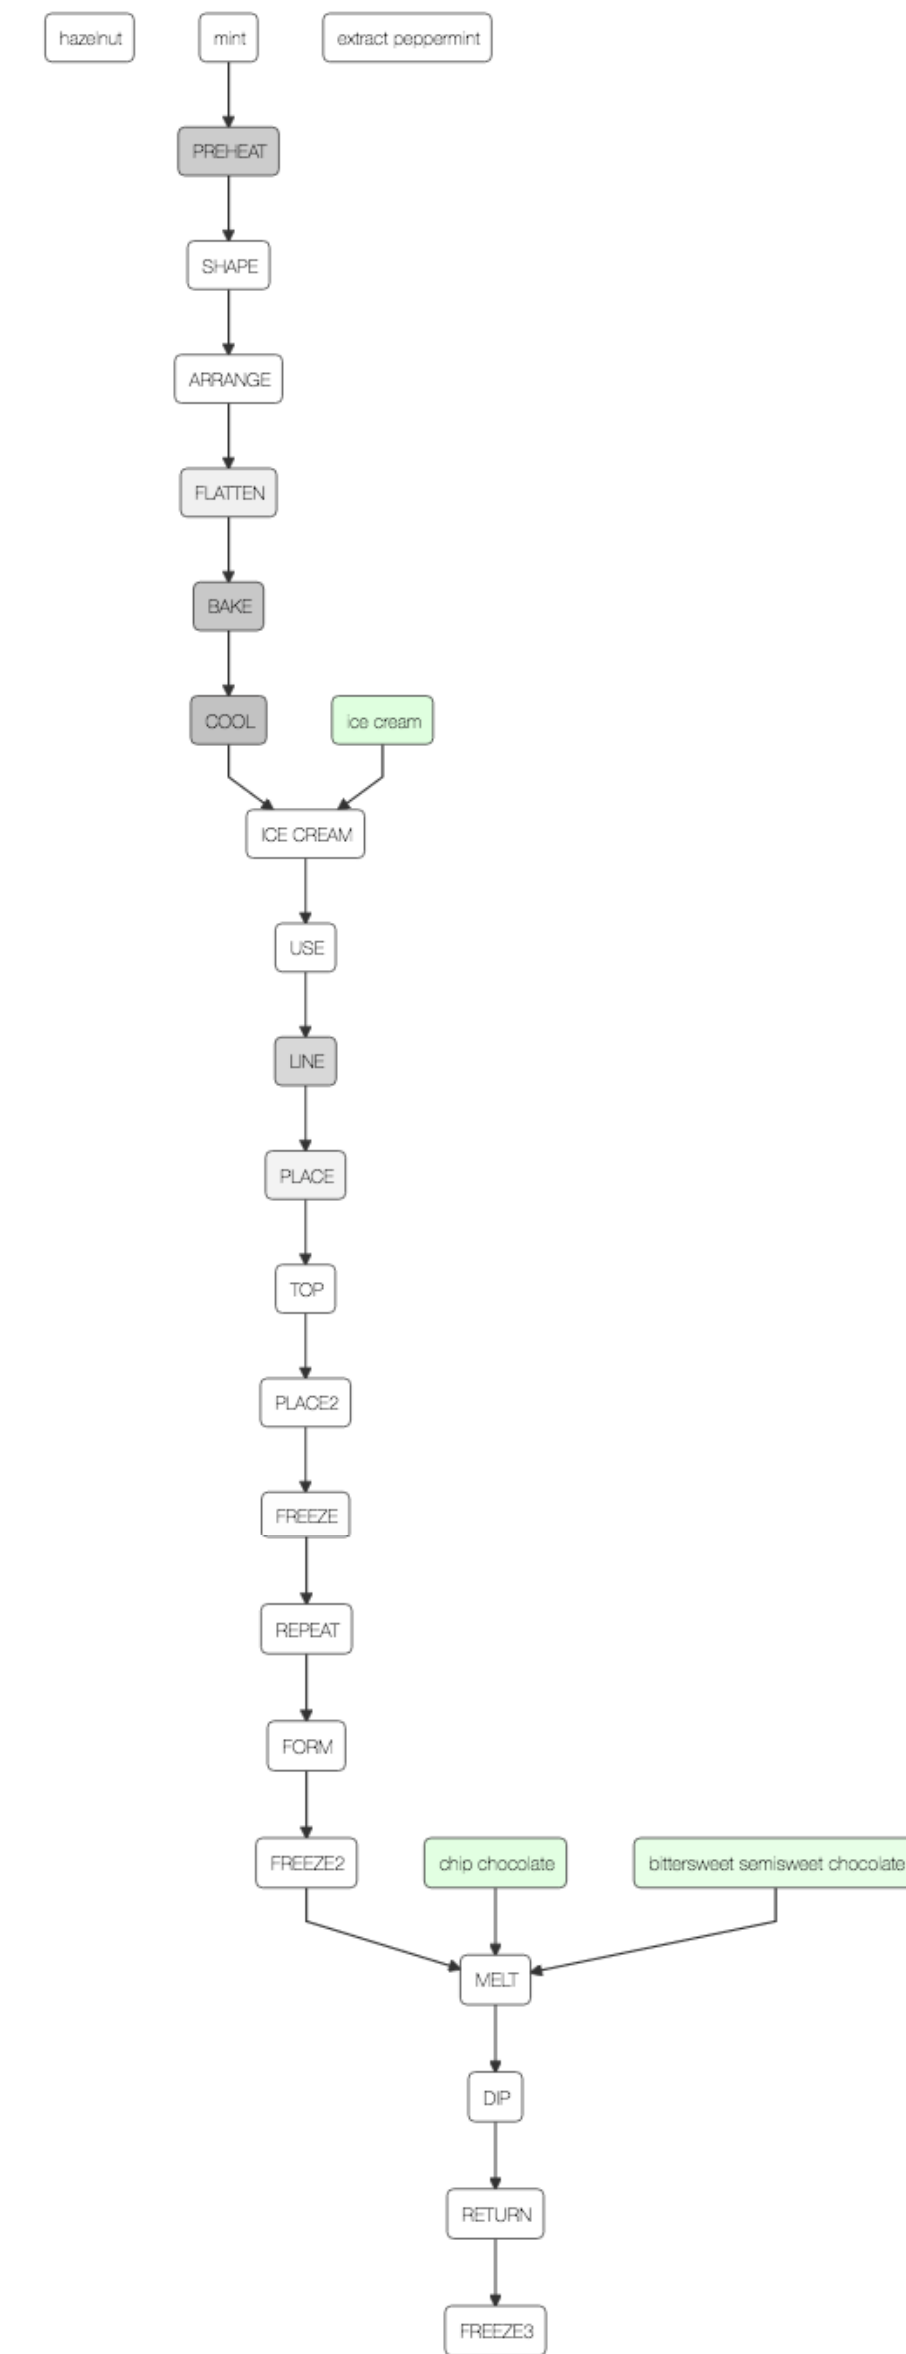 hazelnut
mint
extract peppermint
PREHEAT
SHAPE
ARRANGE
FLATTEN
BAKE
COOL
ice cream
ICE CREAM
USE
LINE
PLACE
TOP
PLACE2
FREEZE
REPEAT
FORM
FREEZE2
chip chocolate
bittersweet semisweet chocolate
MELT
DIP
RETURN
FREEZE3